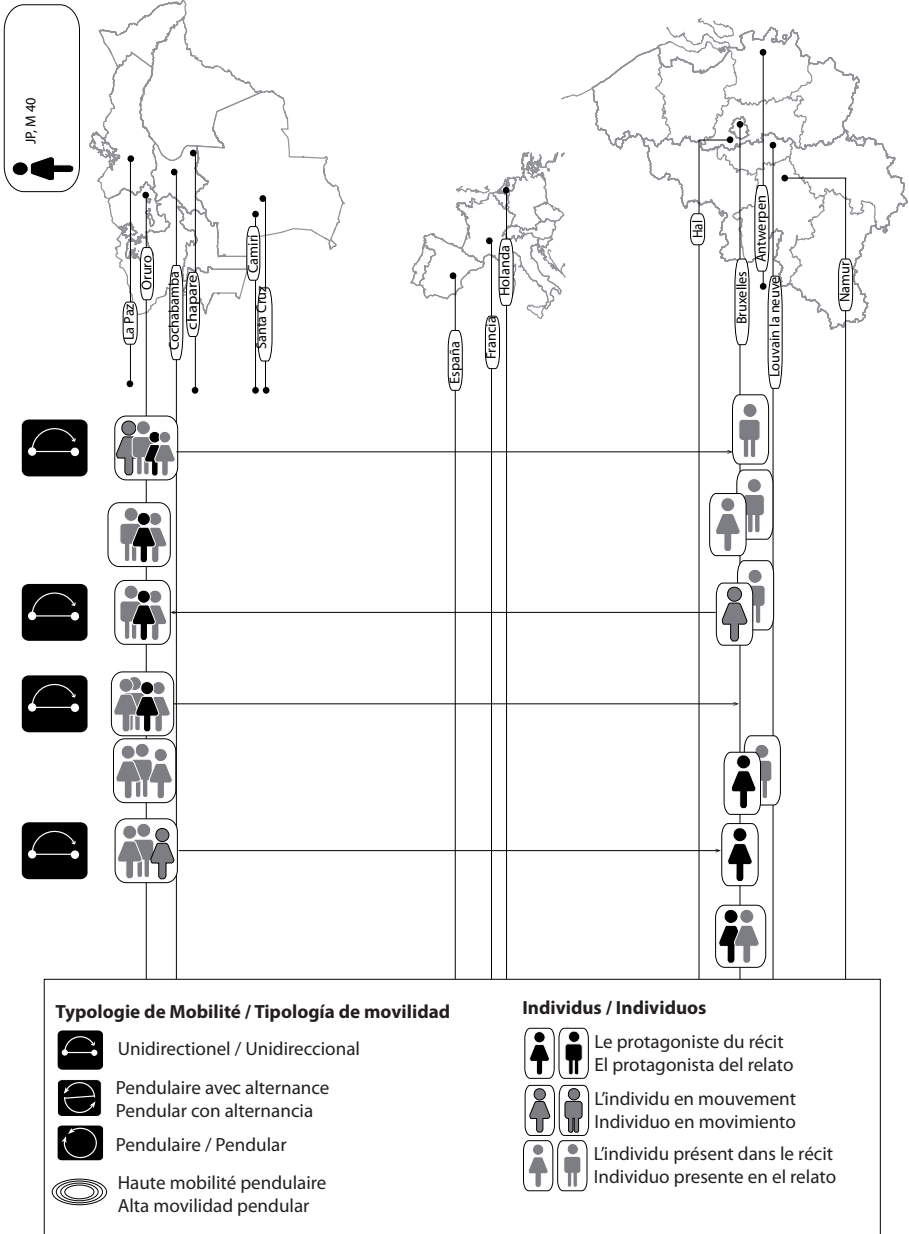 JP, M 40
La Paz
Oruro
Cochabamba
chapare
Camiri
Santa Cruz
España
Francia
Holanda
Hal
Bruxelles
Antwerpen
Louvain la neuve
Namur
Typologie de Mobilité / Tipología de movilidad
Unidirectionel / Unidireccional
Pendulaire avec alternance
Pendular con alternancia
Pendulaire / Pendular
Haute mobilité pendulaire
Alta movilidad pendular
Individus / Individuos
Le protagoniste du récit
El protagonista del relato
L'individu en mouvement
Individuo en movimiento
L'individu présent dans le récit
Individuo presente en el relato